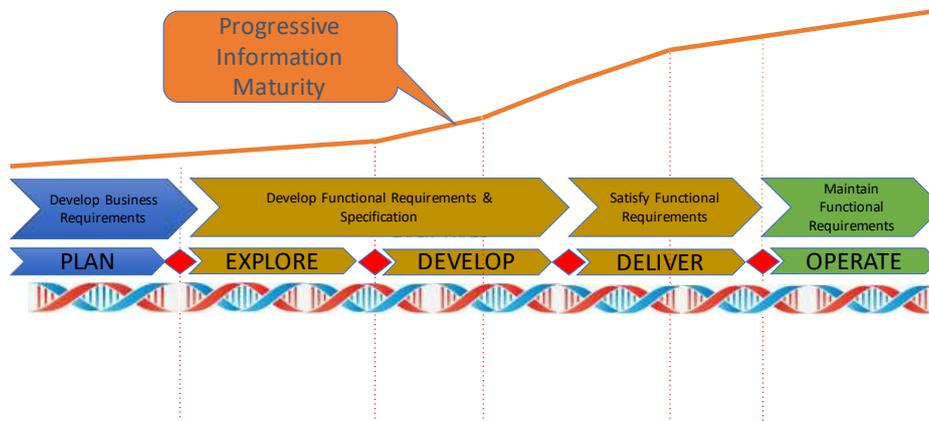 Progressive
Information
Maturity
Develop Business
Requirements
Develop Functional Requirements &
Specification
Satisfy Functional
Requirements
Maintain
Functional
Requirements
PLAN
EXPLORE
DEVELOP
DELIVER
OPERATE